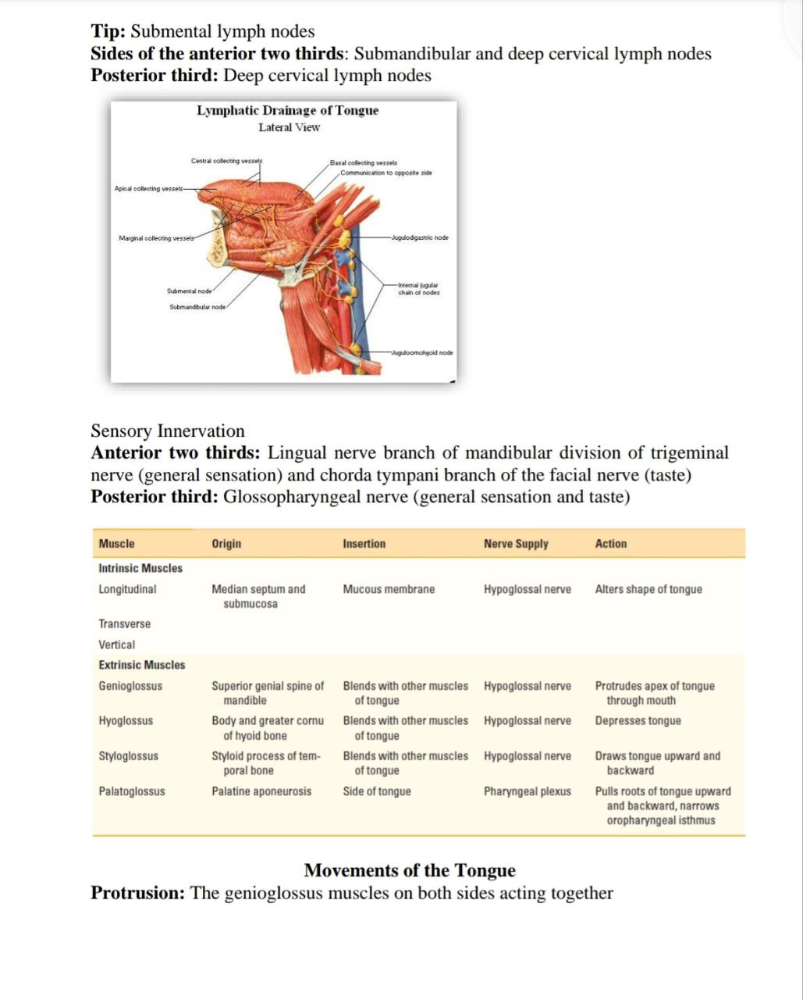 Tip: Submental lymph nodes
Sides of the anterior two thirds: Submandibular and deep cervical lymph nodes
Posterior third: Deep cervical lymph nodes
Lymphatic Drainage of Tongue
Lateral View
Central collecting vessels
Basal collecting vessels
Communication to opposite side
Apical collecting vessels
Marginal collecting vessels
Jugulodigastric node
Submental node
Internal jugular
chain of nodes
Submandibular node
Juguloomohyoid node
Sensory Innervation
Anterior two thirds: Lingual nerve branch of mandibular division of trigeminal
nerve (general sensation) and chorda tympani branch of the facial nerve (taste)
Posterior third: Glossopharyngeal nerve (general sensation and taste)
Muscle Origin Insertion Nerve Supply Action
Intrinsic Muscles
Longitudinal Median septum and Mucous membrane Hypoglossal nerve Alters shape of tongue
submucosa
Transverse
Vertical
Extrinsic Muscles
Genioglossus Superior genial spine of Blends with other muscles Hypoglossal nerve Protrudes apex of tongue
mandible of tongue through mouth
Hyoglossus Body and greater cornu Blends with other muscles Hypoglossal nerve Depresses tongue
of hyoid bone of tongue
Styloglossus Styloid process of tem- Blends with other muscles Hypoglossal nerve Draws tongue upward and
poral bone of tongue backward
Palatoglossus Palatine aponeurosis Side of tongue Pharyngeal plexus Pulls roots of tongue upward
and backward, narrows
oropharyngeal isthmus
Movements of the Tongue
Protrusion: The genioglossus muscles on both sides acting together